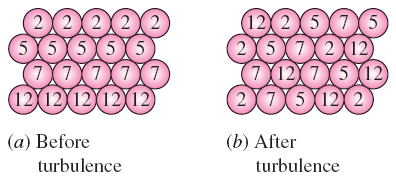 2 2 2 2 2
5 5 5 5 5
7 7 7 7 7
12 12 12 12 12
(a) Before
turbulence
12 2 5 7 5
2 5 7 2 12
7 12 7 5 12
2 7 5 12 2
(b) After
turbulence